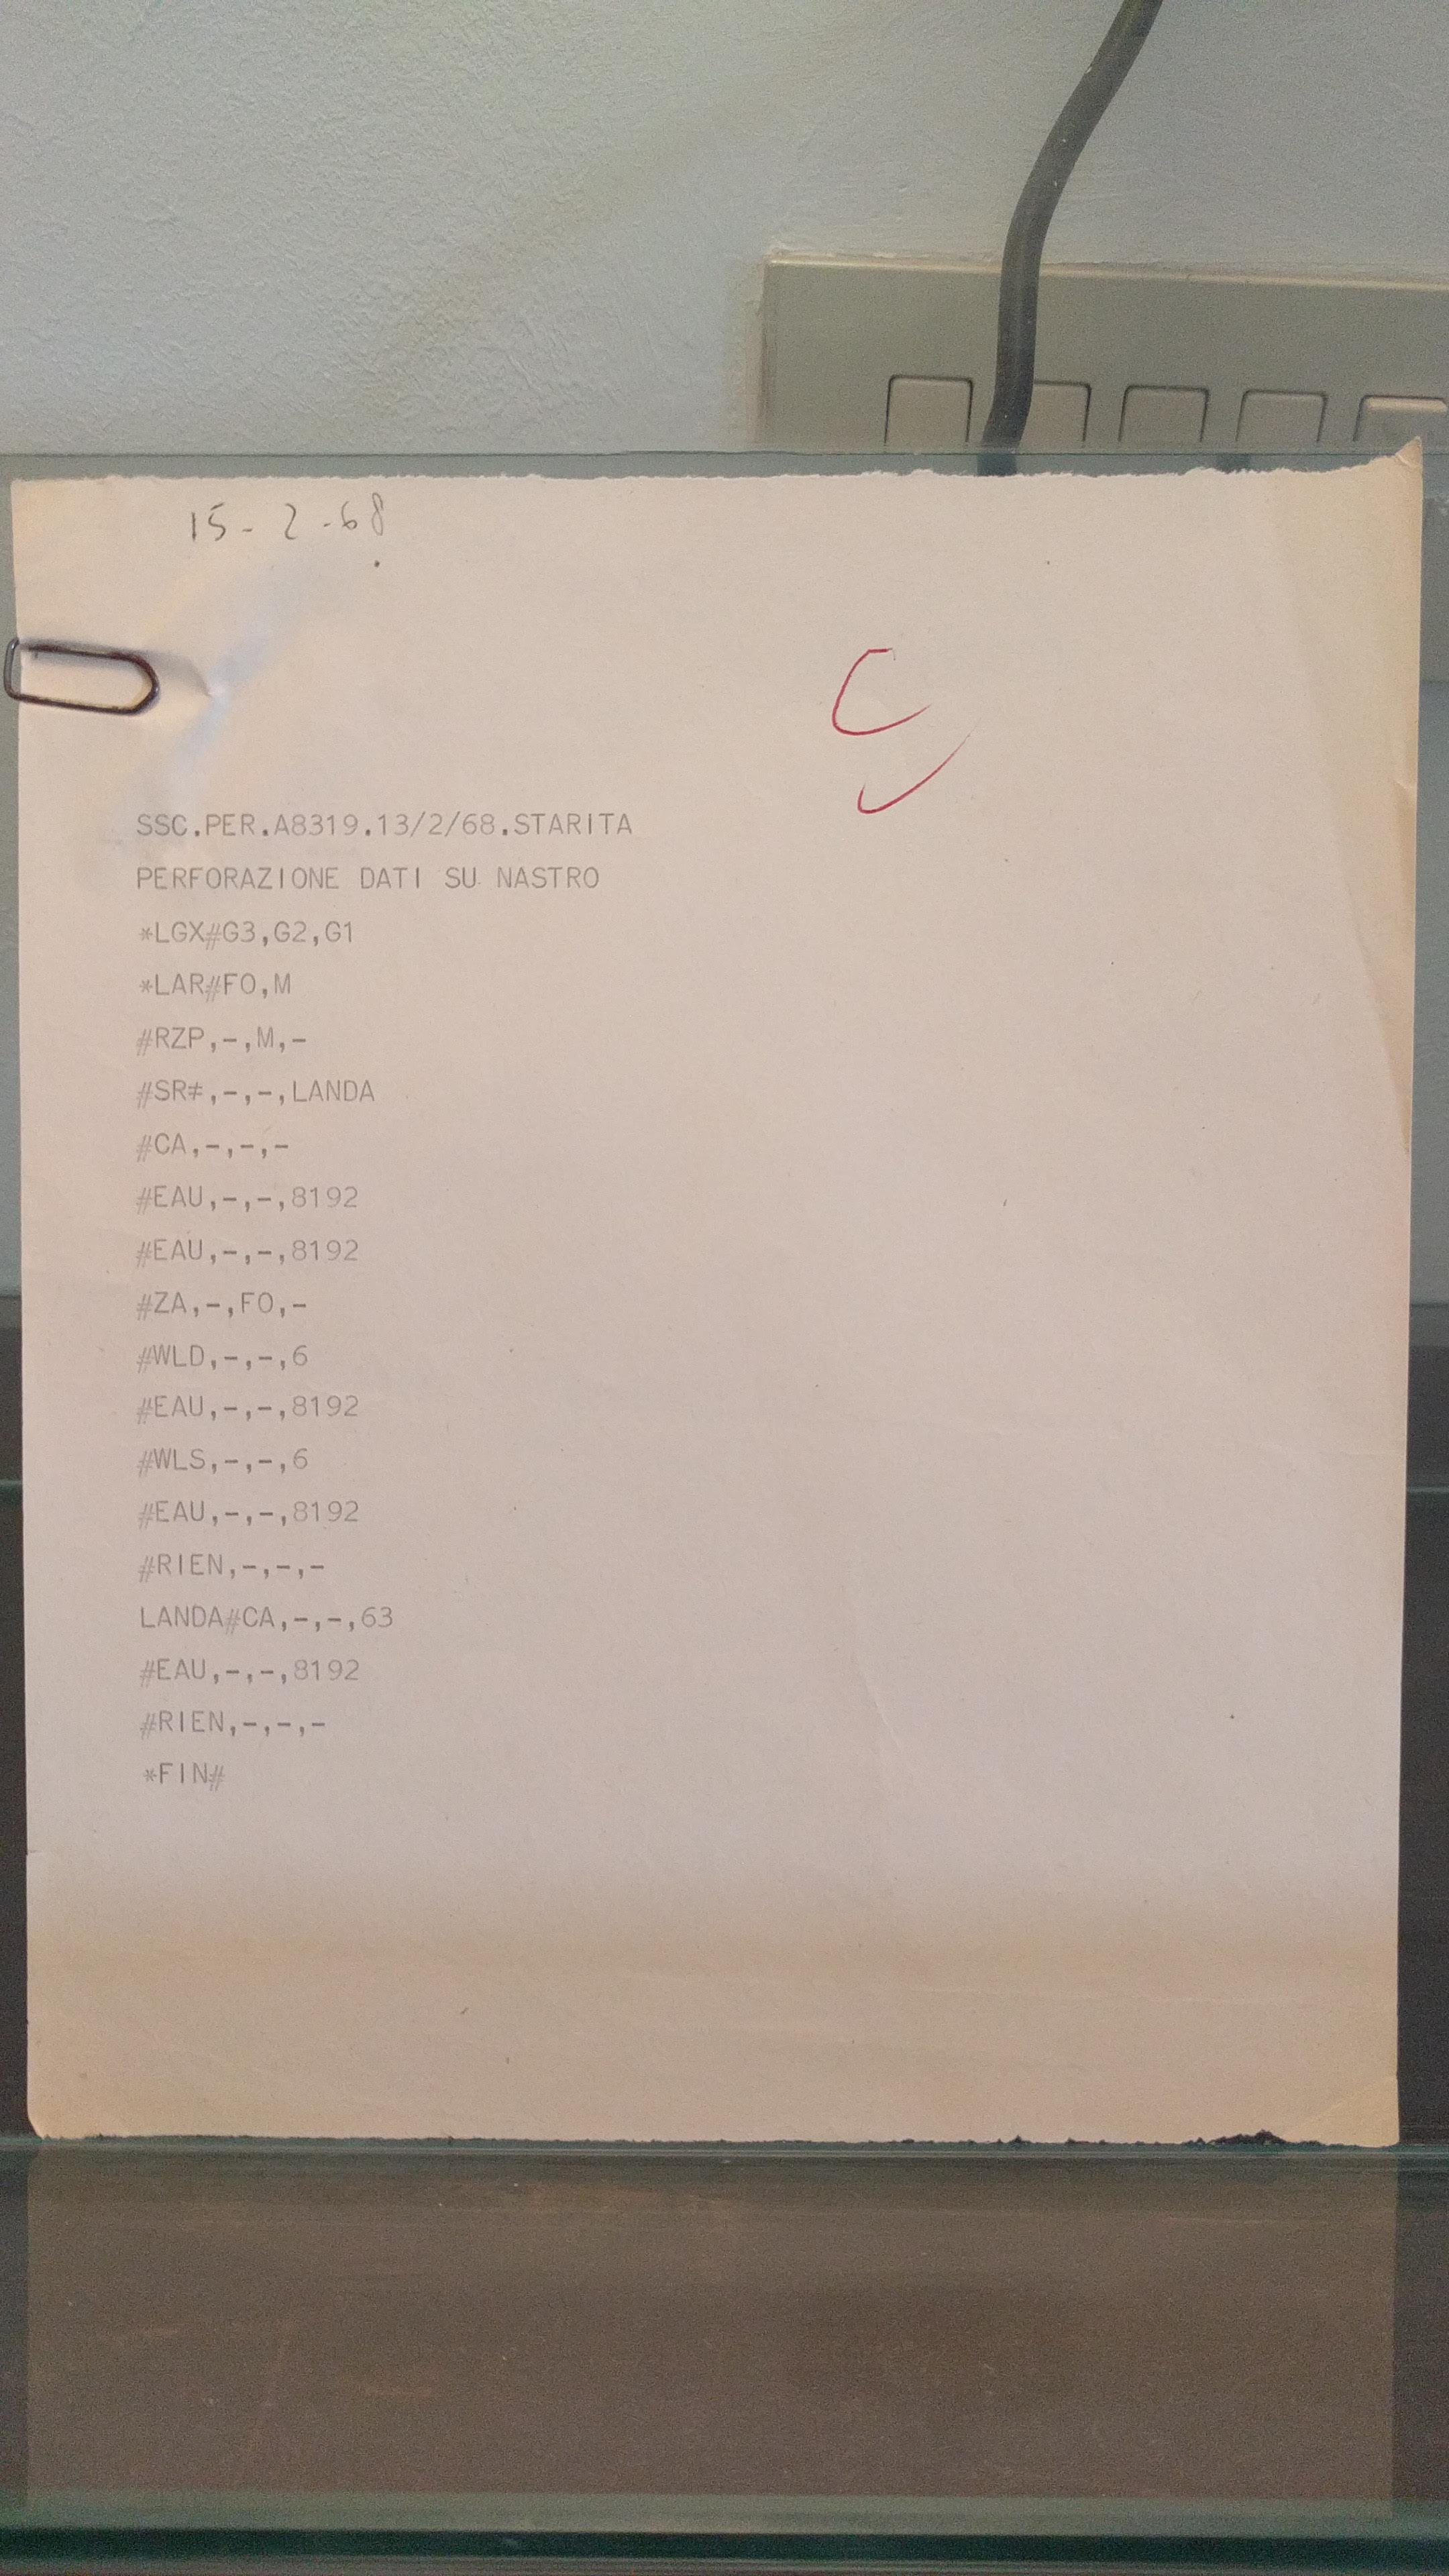 15-2-68
SSC.PER.A8319.13/2/68.STARITA
PERFORAZIONE DATI SU NASTRO
*LGX#G3,G2,G1
*LAR#FO,M
#RZP,-,M,-
#SR≠,-,-,LANDA
#CA,-,-,-
#EAU,-,-,8192
#EAU,-,-,8192
#ZA,-,FO,-
#WLD,-,-,6
#EAU,-,-,8192
#WLS,-,-,6
#EAU,-,-,8192
#RIEN,-,-,-
LANDA#CA,-,-,63
#EAU,-,-,8192
#RIEN,-,-,-
*FIN#